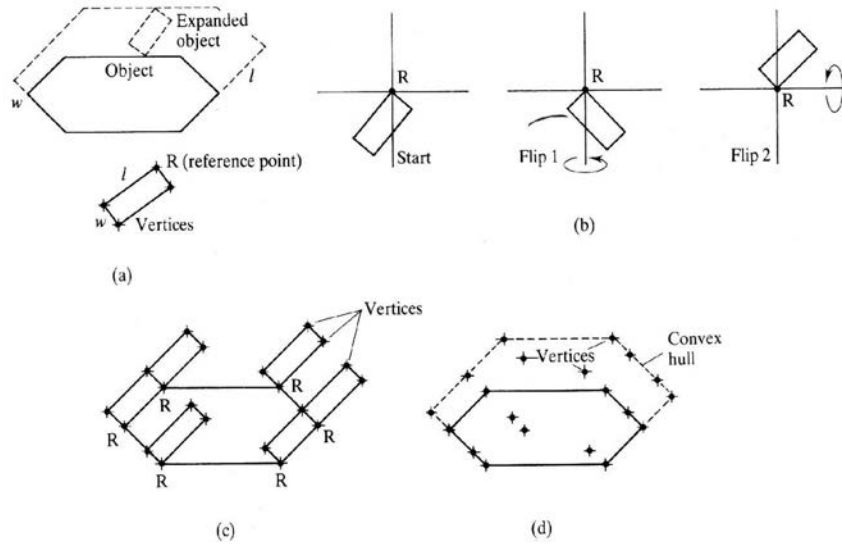 Expanded
object
Object
w
l
R (reference point)
l
w
Vertices
(a)
R
Start
R
Flip 1
R
Flip 2
(b)
Vertices
R
R
R
R
R
R
(c)
Vertices
Convex
hull
(d)